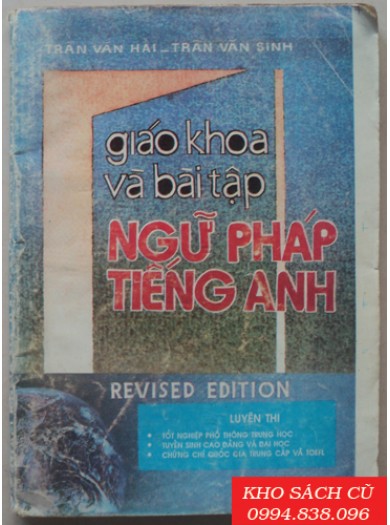 TRẦN VĂN HẢI _ TRẦN VĂN SINH
giáo khoa
và bài tập
NGỮ PHÁP
TIẾNG ANH
REVISED EDITION
LUYỆN THI
• TỐT NGHIỆP PHỔ THÔNG TRUNG HỌC
• TUYỂN SINH CAO ĐẲNG VÀ ĐẠI HỌC
• CHỨNG CHỈ QUỐC GIA TRUNG CẤP VÀ TOEFL
KHO SÁCH CŨ
0994.838.096